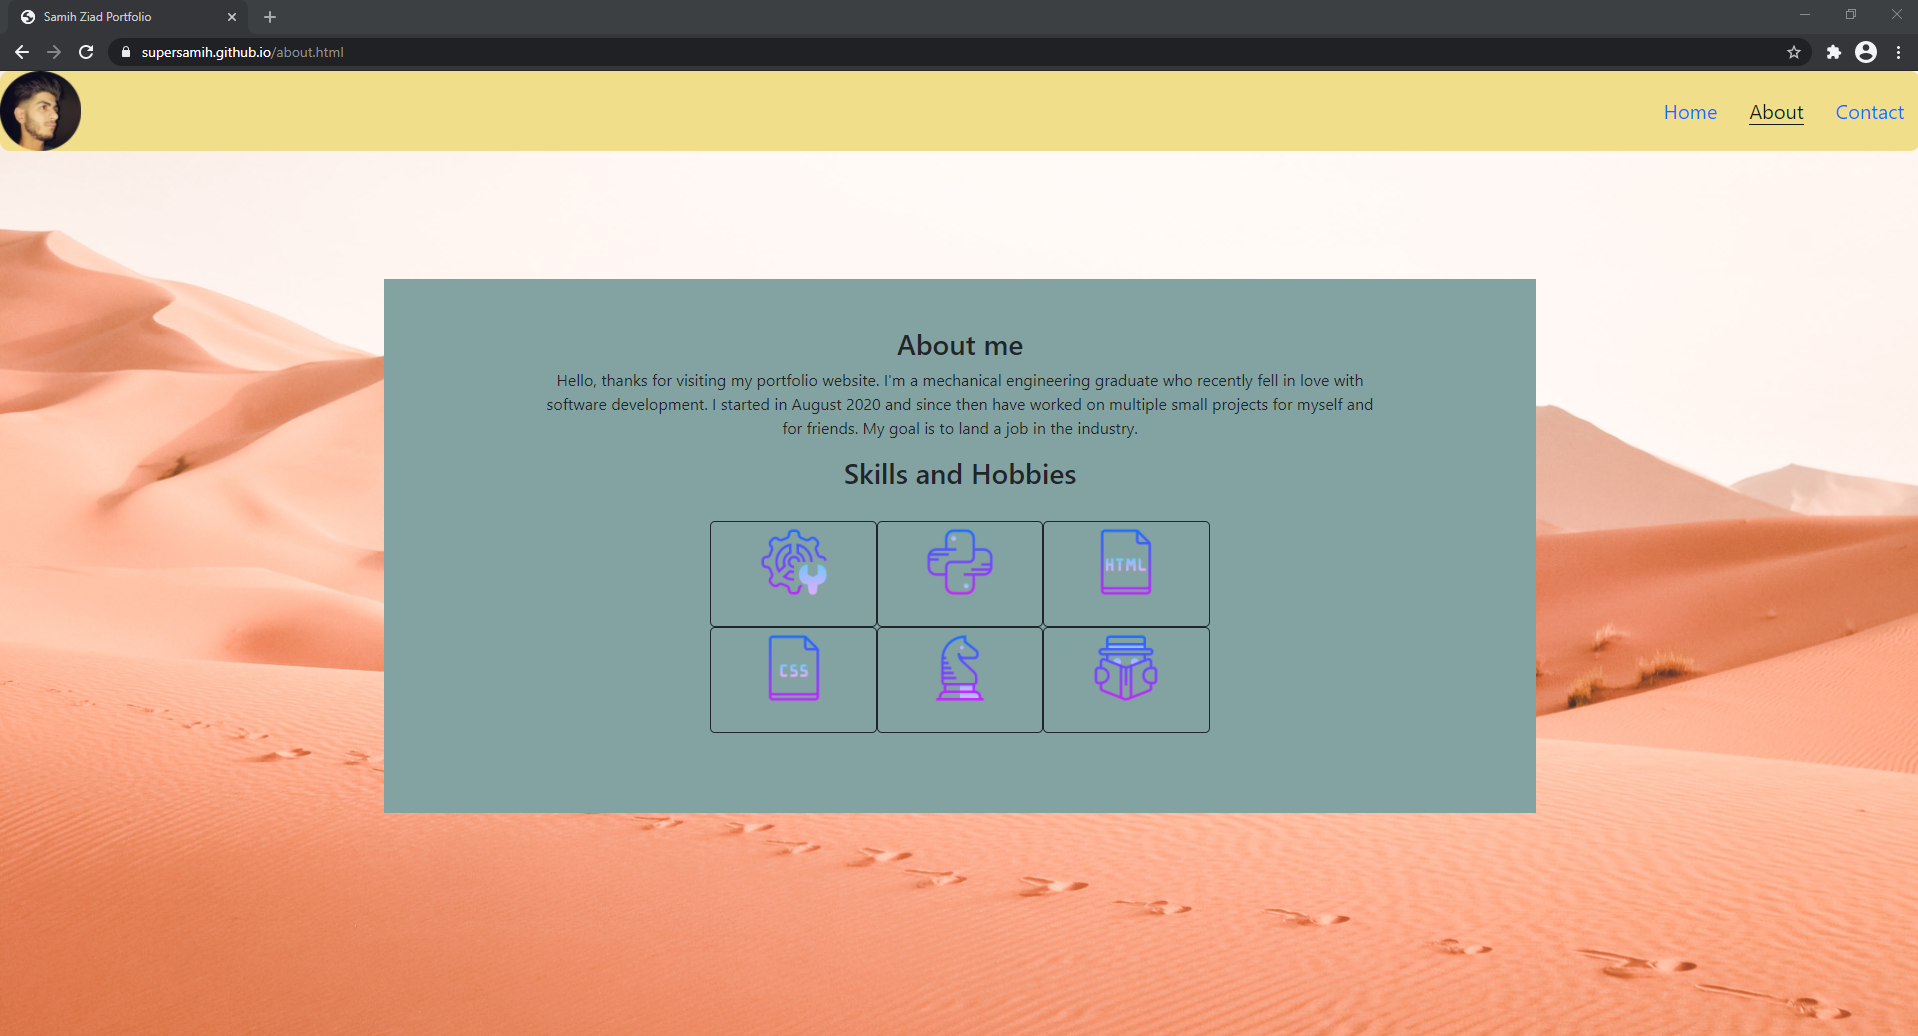 Samih Ziad Portfolio
supersamih.github.io/about.html
Home About Contact
About me
Hello, thanks for visiting my portfolio website. I'm a mechanical engineering graduate who recently fell in love with
software development. I started in August 2020 and since then have worked on multiple small projects for myself and
for friends. My goal is to land a job in the industry.
Skills and Hobbies
HTML
CSS